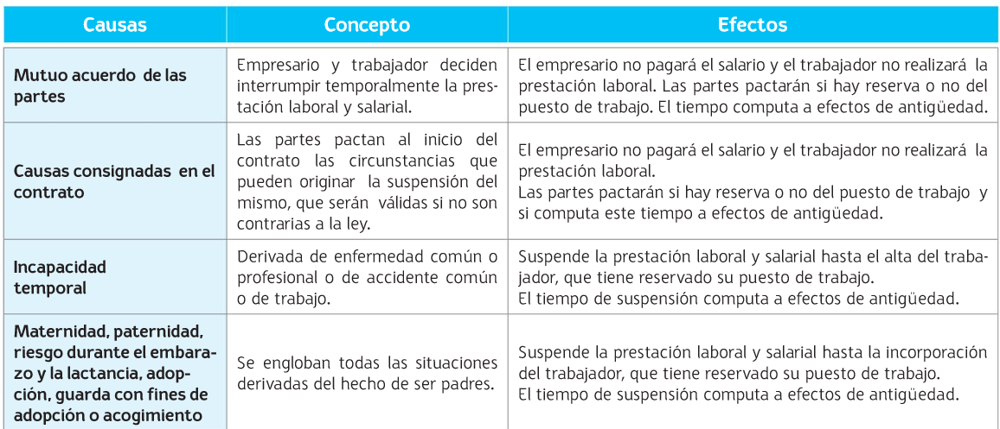 Causas
Concepto
Efectos
Mutuo acuerdo de las
partes
Empresario y trabajador deciden
interrumpir temporalmente la pres-
tación laboral y salarial.
El empresario no pagará el salario y el trabajador no realizará la
prestación laboral. Las partes pactarán si hay reserva o no del
puesto de trabajo. El tiempo computa a efectos de antigüedad.
Causas consignadas en el
contrato
Las partes pactan al inicio del
contrato las circunstancias que
pueden originar la suspensión del
mismo, que serán válidas si no son
contrarias a la ley.
El empresario no pagará el salario y el trabajador no realizará la
prestación laboral.
Las partes pactarán si hay reserva o no del puesto de trabajo y
si computa este tiempo a efectos de antigüedad.
Incapacidad
temporal
Derivada de enfermedad común o
profesional o de accidente común
o de trabajo.
Suspende la prestación laboral y salarial hasta el alta del traba-
jador, que tiene reservado su puesto de trabajo.
El tiempo de suspensión computa a efectos de antigüedad.
Maternidad, paternidad,
riesgo durante el embara-
zo y la lactancia, adop-
ción, guarda con fines de
adopción o acogimiento
Se engloban todas las situaciones
derivadas del hecho de ser padres.
Suspende la prestación laboral y salarial hasta la incorporación
del trabajador, que tiene reservado su puesto de trabajo.
El tiempo de suspensión computa a efectos de antigüedad.